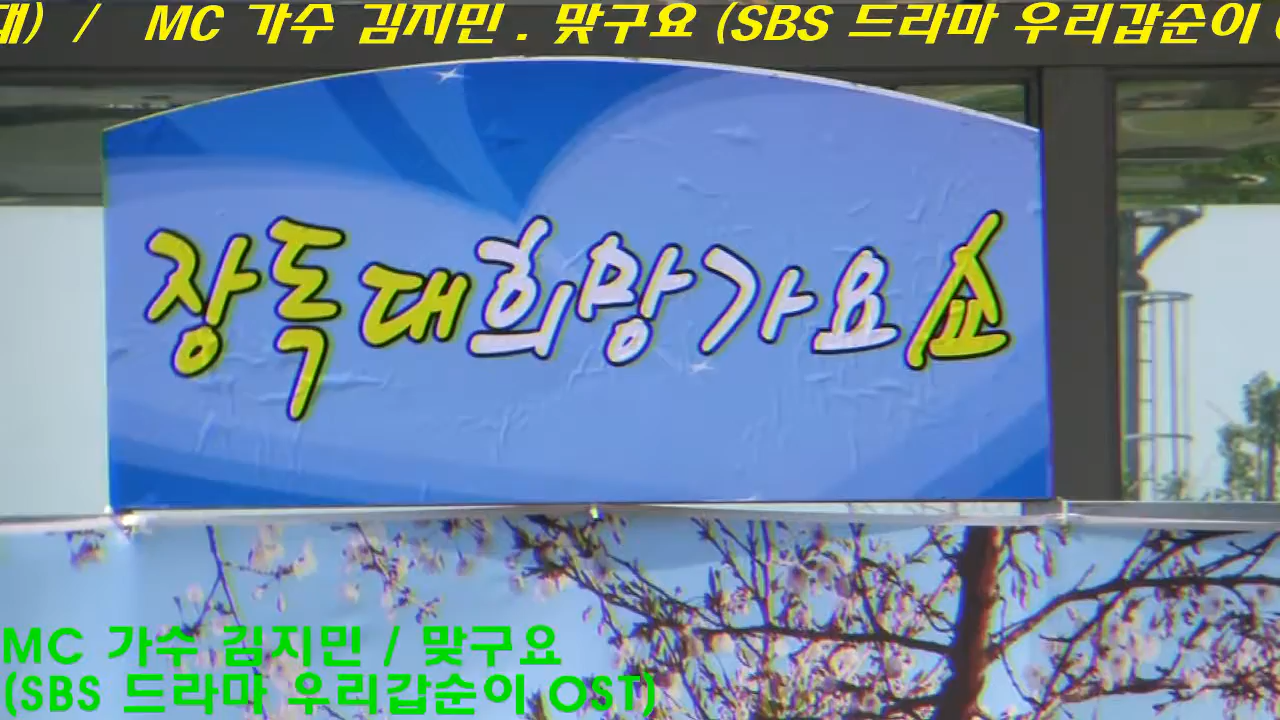 대) / MC 가수 김지민 . 맞구요 (SBS 드라마 우리갑순이
장독대희망가요쇼
MC 가수 김지민 / 맞구요
(SBS 드라마 우리갑순이 OST)